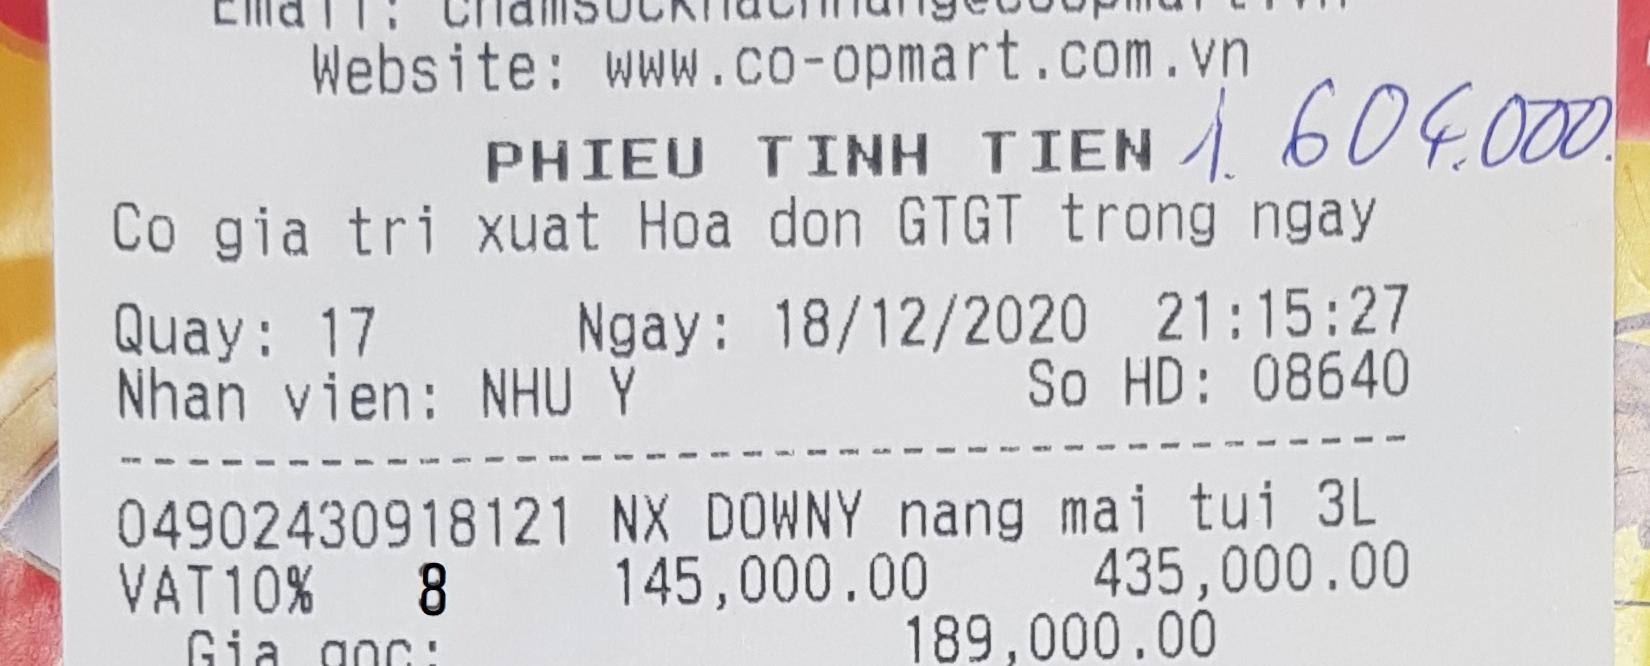 Email: chamsockhachhang@coopmart.vn
Website: www.co-opmart.com.vn
PHIEU TINH TIEN 1.604.000.
Co gia tri xuat Hoa don GTGT trong ngay
Quay: 17 Ngay: 18/12/2020 21:15:27
Nhan vien: NHU Y So HD: 08640
--------------------------------------------
04902430918121 NX DOWNY nang mai tui 3L
VAT10% 8 145,000.00 435,000.00
Gia goc: 189,000.00